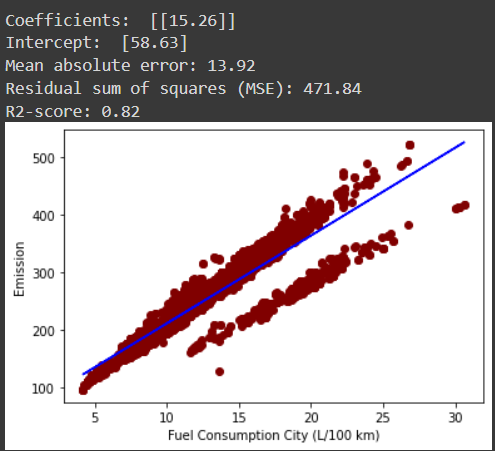 Coefficients:  [[15.26]]
Intercept:  [58.63]
Mean absolute error: 13.92
Residual sum of squares (MSE): 471.84
R2-score: 0.82
500
400
300
200
100
Emission
5 10 15 20 25 30
Fuel Consumption City (L/100 km)